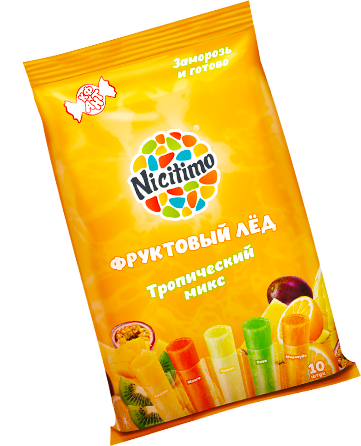 Заморозь
и готово
Nicitimo
®
ФРУКТОВЫЙ ЛЁД
Тропический
микс
10
штук